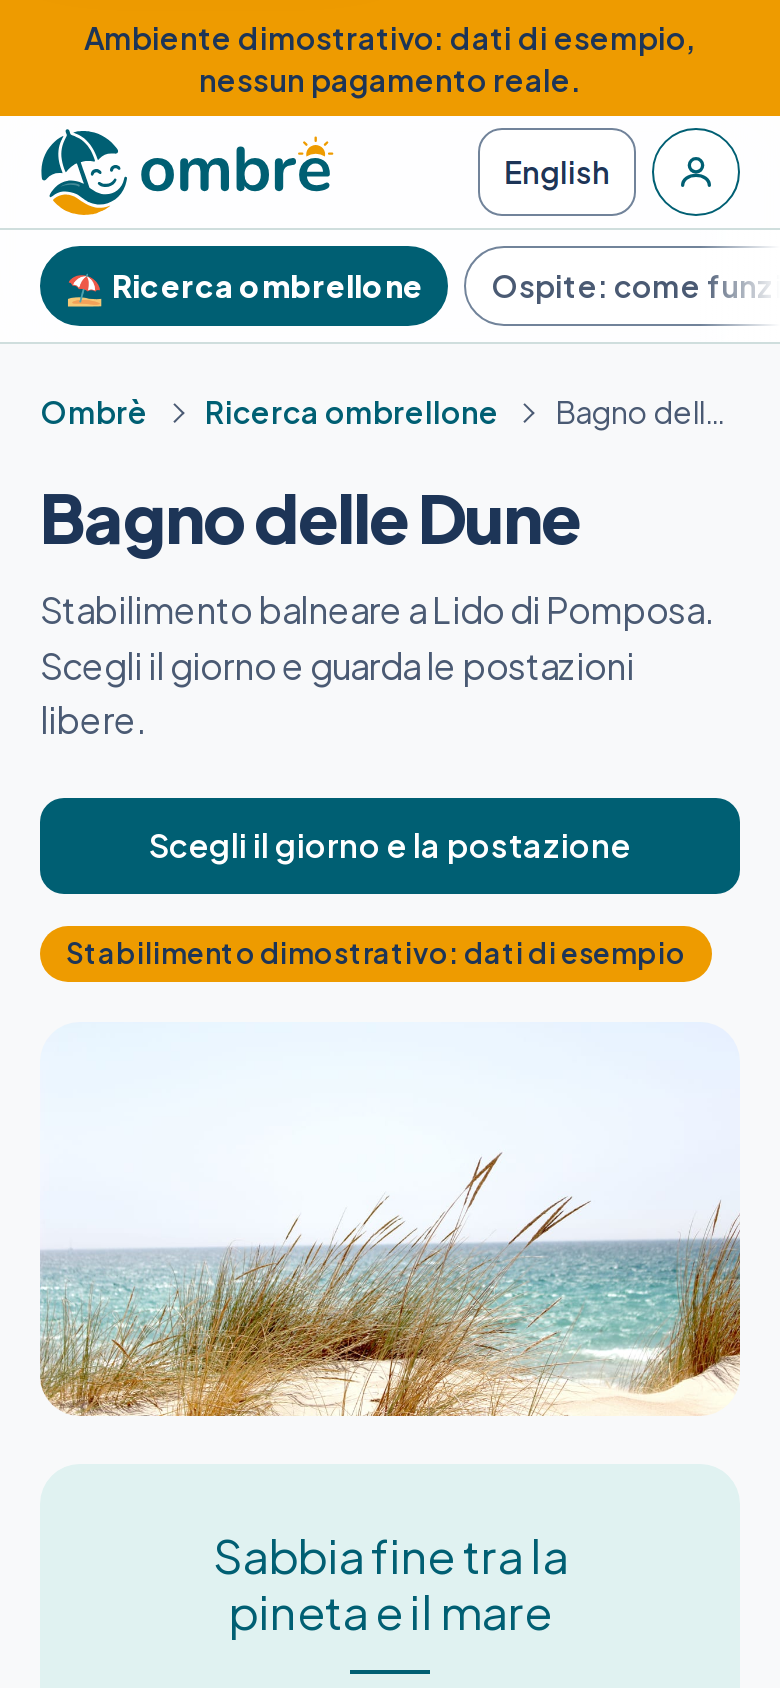 Ambiente dimostrativo: dati di esempio,
nessun pagamento reale.
ombrè
English
Ricerca ombrellone
Ospite: come funz
Ombrè > Ricerca ombrellone > Bagno dell...
Bagno delle Dune
Stabilimento balneare a Lido di Pomposa.
Scegli il giorno e guarda le postazioni
libere.
Scegli il giorno e la postazione
Stabilimento dimostrativo: dati di esempio
Sabbia fine tra la
pineta e il mare